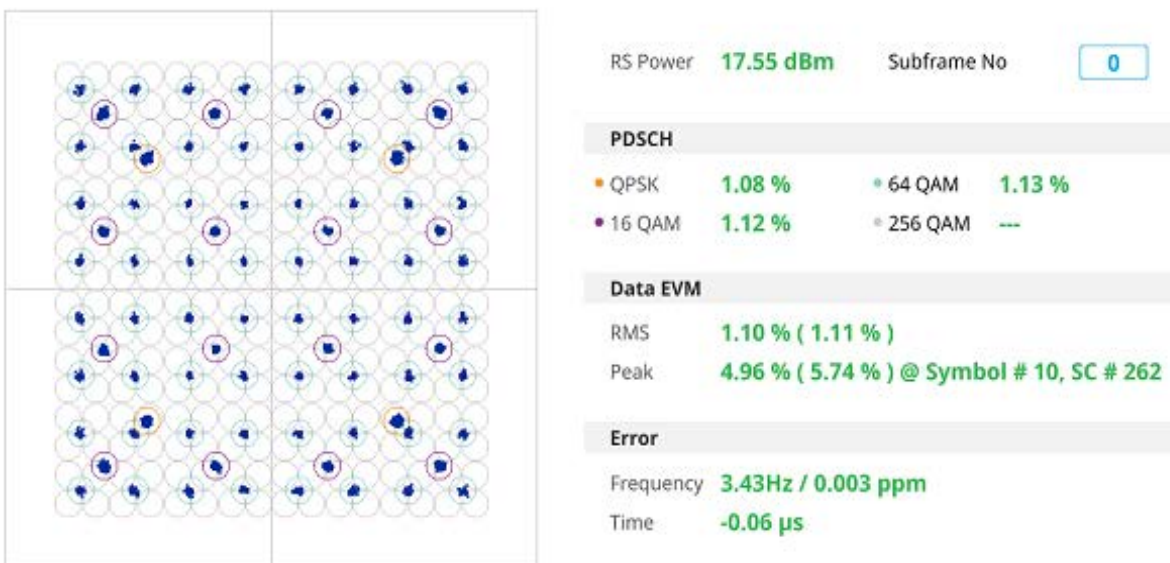 RS Power 17.55 dBm Subframe No 0
PDSCH
QPSK 1.08 % 64 QAM 1.13 %
16 QAM 1.12 % 256 QAM ---
Data EVM
RMS 1.10 % ( 1.11 % )
Peak 4.96 % ( 5.74 % ) @ Symbol # 10, SC # 262
Error
Frequency 3.43Hz / 0.003 ppm
Time -0.06 µs